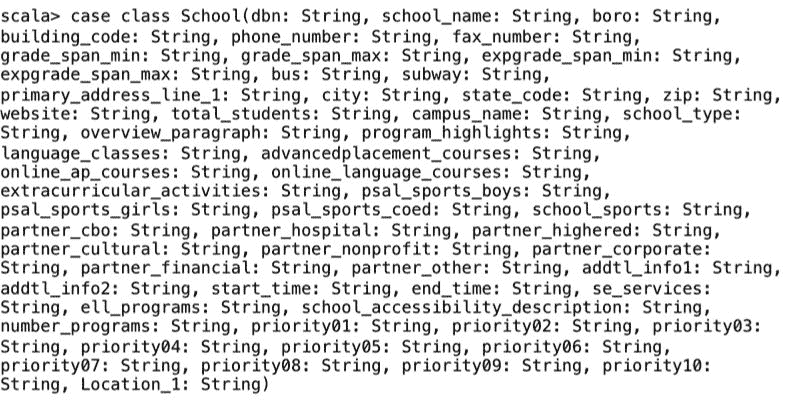 scala> case class School(dbn: String, school_name: String, boro: String,
building_code: String, phone_number: String, fax_number: String,
grade_span_min: String, grade_span_max: String, expgrade_span_min: String,
expgrade_span_max: String, bus: String, subway: String,
primary_address_line_1: String, city: String, state_code: String, zip: String,
website: String, total_students: String, campus_name: String, school_type:
String, overview_paragraph: String, program_highlights: String,
language_classes: String, advancedplacement_courses: String,
online_ap_courses: String, online_language_courses: String,
extracurricular_activities: String, psal_sports_boys: String,
psal_sports_girls: String, psal_sports_coed: String, school_sports: String,
partner_cbo: String, partner_hospital: String, partner_highered: String,
partner_cultural: String, partner_nonprofit: String, partner_corporate:
String, partner_financial: String, partner_other: String, addtl_info1: String,
addtl_info2: String, start_time: String, end_time: String, se_services:
String, ell_programs: String, school_accessibility_description: String,
number_programs: String, priority01: String, priority02: String, priority03:
String, priority04: String, priority05: String, priority06: String,
priority07: String, priority08: String, priority09: String, priority10:
String, Location_1: String)